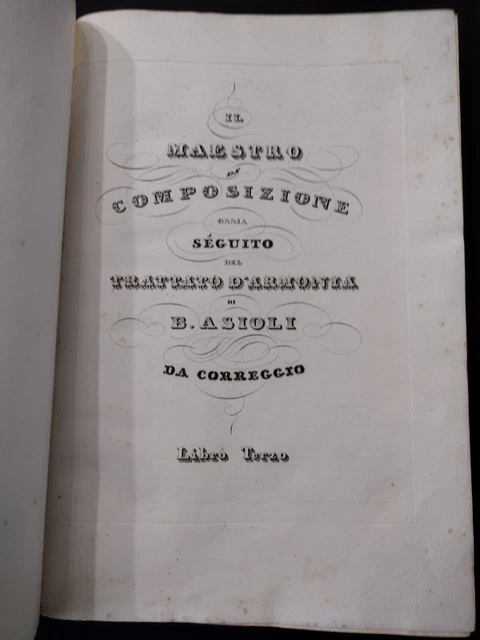 IL
MAESTRO
DI
COMPOSIZIONE
OSSIA
SÉGUITO
DEL
TRATTATO D'ARMONIA
DI
B. ASIOLI
DA CORREGGIO
Libro Terzo